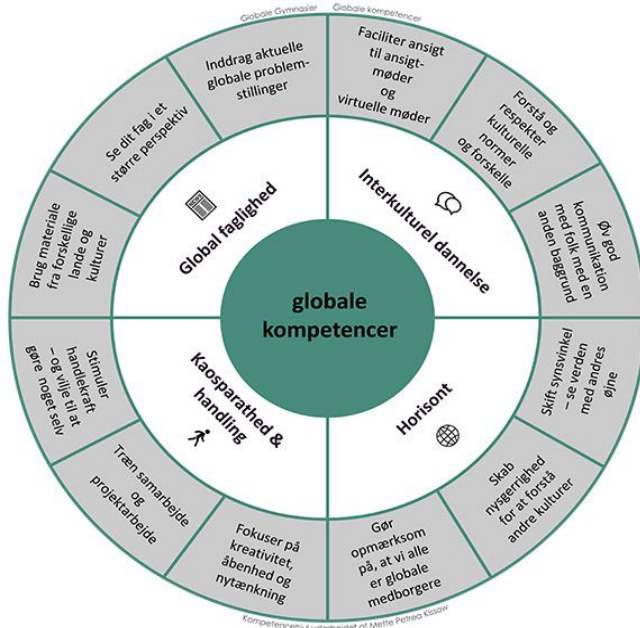 Globale Gymnasier
Globale kompetencer
Inddrag aktuelle
globale problem-
stillinger
Faciliter ansigt
til ansigt-
møder
og
virtuelle møder
Se dit fag i et
større perspektiv
Forstå og
respekter
kulturelle
normer
og forskelle
Brug materiale
fra forskellige
lande og
kulturer
Øv god
kommunikation
med folk med en
anden baggrund
Global faglighed
Interkulturel dannelse
globale
kompetencer
Kaosparathed &
handling
Horisont
Stimuler
handlekraft
– og vilje til at
gøre noget selv
Skift synsvinkel
– se verden
med andres
øjne
Træn samarbejde
og
projektarbejde
Skab
nysgerrighed
for at forstå
andre kulturer
Fokuser på
kreativitet,
åbenhed og
nytænkning
Gør
opmærksom
på, at vi alle
er globale
medborgere
Kompetencehjul udarbejdet af Mette Petrea Kissow